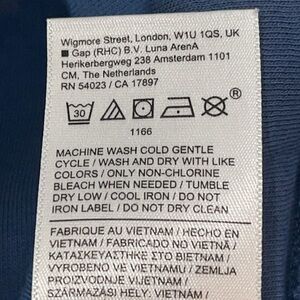 Wigmore Street, London, W1U 1QS, UK
■ Gap (RHC) B.V. Luna ArenA
Herikerbergweg 238 Amsterdam 1101
CM, The Netherlands
RN 54023 / CA 17897
30
®
1166
MACHINE WASH COLD GENTLE
CYCLE / WASH AND DRY WITH LIKE
COLORS / ONLY NON-CHLORINE
BLEACH WHEN NEEDED / TUMBLE
DRY LOW / COOL IRON / DO NOT
IRON LABEL / DO NOT DRY CLEAN
FABRIQUE AU VIETNAM / HECHO EN
VIETNAM / FABRICADO NO VIETNÃ /
ΚΑΤΑΣΚΕΥΑΣΤΗΚΕ ΣΤΟ ΒΙΕΤΝΑΜ /
VYROBENO VE VIETNAMU / ZEMLJA
PROIZVODNJE VIJETNAM /
SZÁRMAZÁSI HELY: VIETNAM /